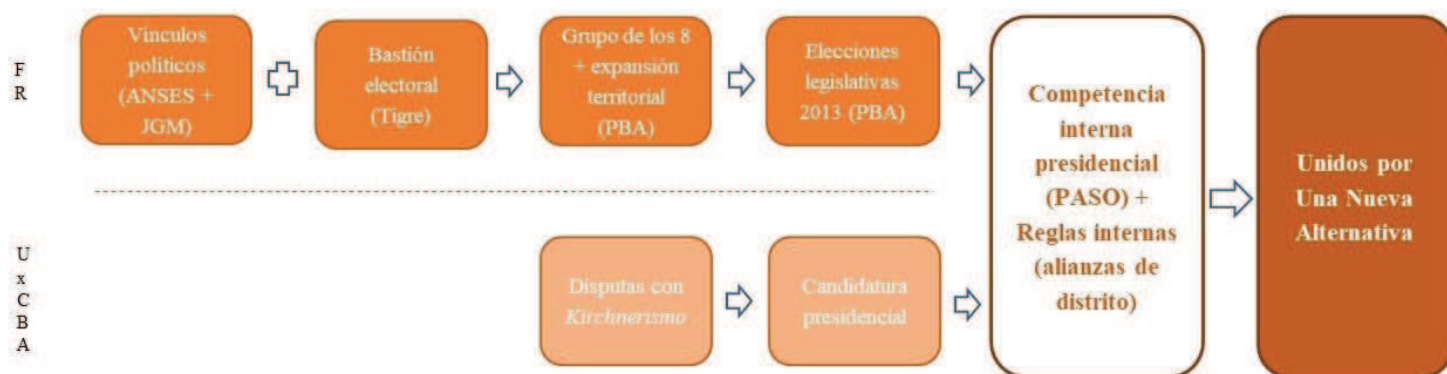 F
R
Vínculos
políticos
(ANSES +
JGM)
Bastión
electoral
(Tigre)
Grupo de los 8
+ expansión
territorial
(PBA)
Elecciones
legislativas
2013 (PBA)
Competencia
interna
presidencial
(PASO) +
Reglas internas
(alianzas de
distrito)
Unidos por
Una Nueva
Alternativa
U
x
C
B
A
Disputas con
Kirchnerismo
Candidatura
presidencial